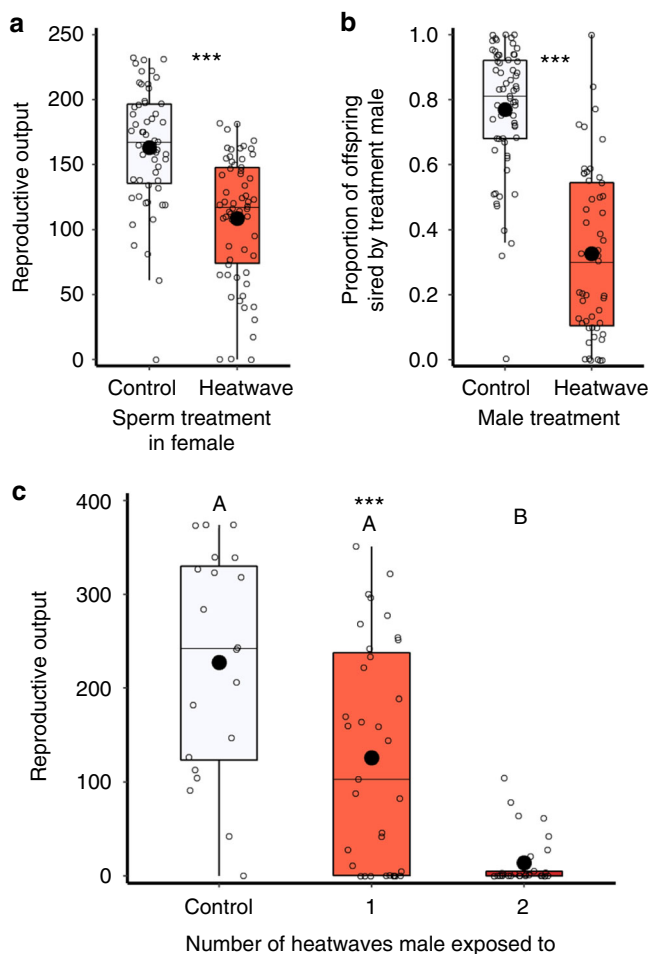 a
250
200
150
100
50
0
Reproductive output
***
Control Heatwave
Sperm treatment
in female
b
1.0
0.8
0.6
0.4
0.2
0.0
Proportion of offspring
sired by treatment male
***
Control Heatwave
Male treatment
c
400
300
200
100
0
Reproductive output
A
***
A
B
Control 1 2
Number of heatwaves male exposed to